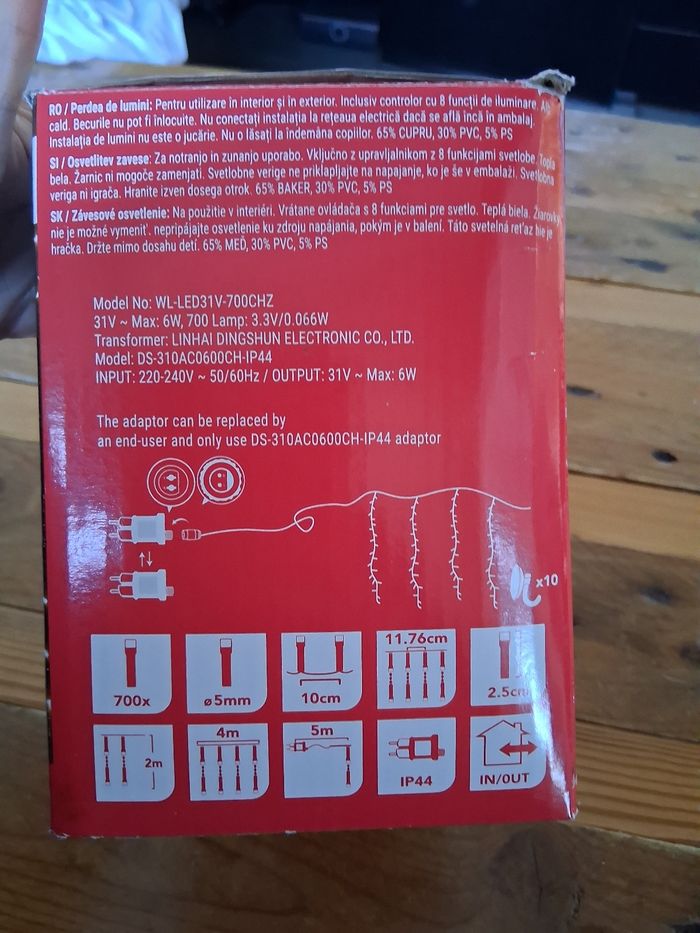 RO / Perdea de lumini: Pentru utilizare în interior și în exterior. Inclusiv controlor cu 8 funcții de iluminare. Alb
cald. Becurile nu pot fi înlocuite. Nu conectați instalația la rețeaua electrică dacă se află încă în ambalaj.
Instalația de lumini nu este o jucărie. Nu o lăsați la îndemâna copiilor. 65% CUPRU, 30% PVC, 5% PS
SI / Osvetlitev zavese: Za notranjo in zunanjo uporabo. Vključno z upravljalnikom z 8 funkcijami svetlobe. Topla
bela. Žarnic ni mogoče zamenjati. Svetlobne verige ne priklapljajte na napajanje, ko je še v embalaži. Svetlobna
veriga ni igrača. Hranite izven dosega otrok. 65% BAKER, 30% PVC, 5% PS
SK / Závesové osvetlenie: Na použitie v interiéri. Vrátane ovládača s 8 funkciami pre svetlo. Teplá biela. Žiarovky
nie je možné vymeniť. nepripájajte osvetlenie ku zdroju napájania, pokým je v balení. Táto svetelná reťaz nie je
hračka. Držte mimo dosahu detí. 65% MEĎ, 30% PVC, 5% PS
Model No: WL-LED31V-700CHZ
31V ~ Max: 6W, 700 Lamp: 3.3V/0.066W
Transformer: LINHAI DINGSHUN ELECTRONIC CO., LTD.
Model: DS-310AC0600CH-IP44
INPUT: 220-240V ~ 50/60Hz / OUTPUT: 31V ~ Max: 6W
The adaptor can be replaced by
an end-user and only use DS-310AC0600CH-IP44 adaptor
x10
700x
ø5mm
10cm
11.76cm
2.5cm
2m
4m
5m
IP44
IN/OUT